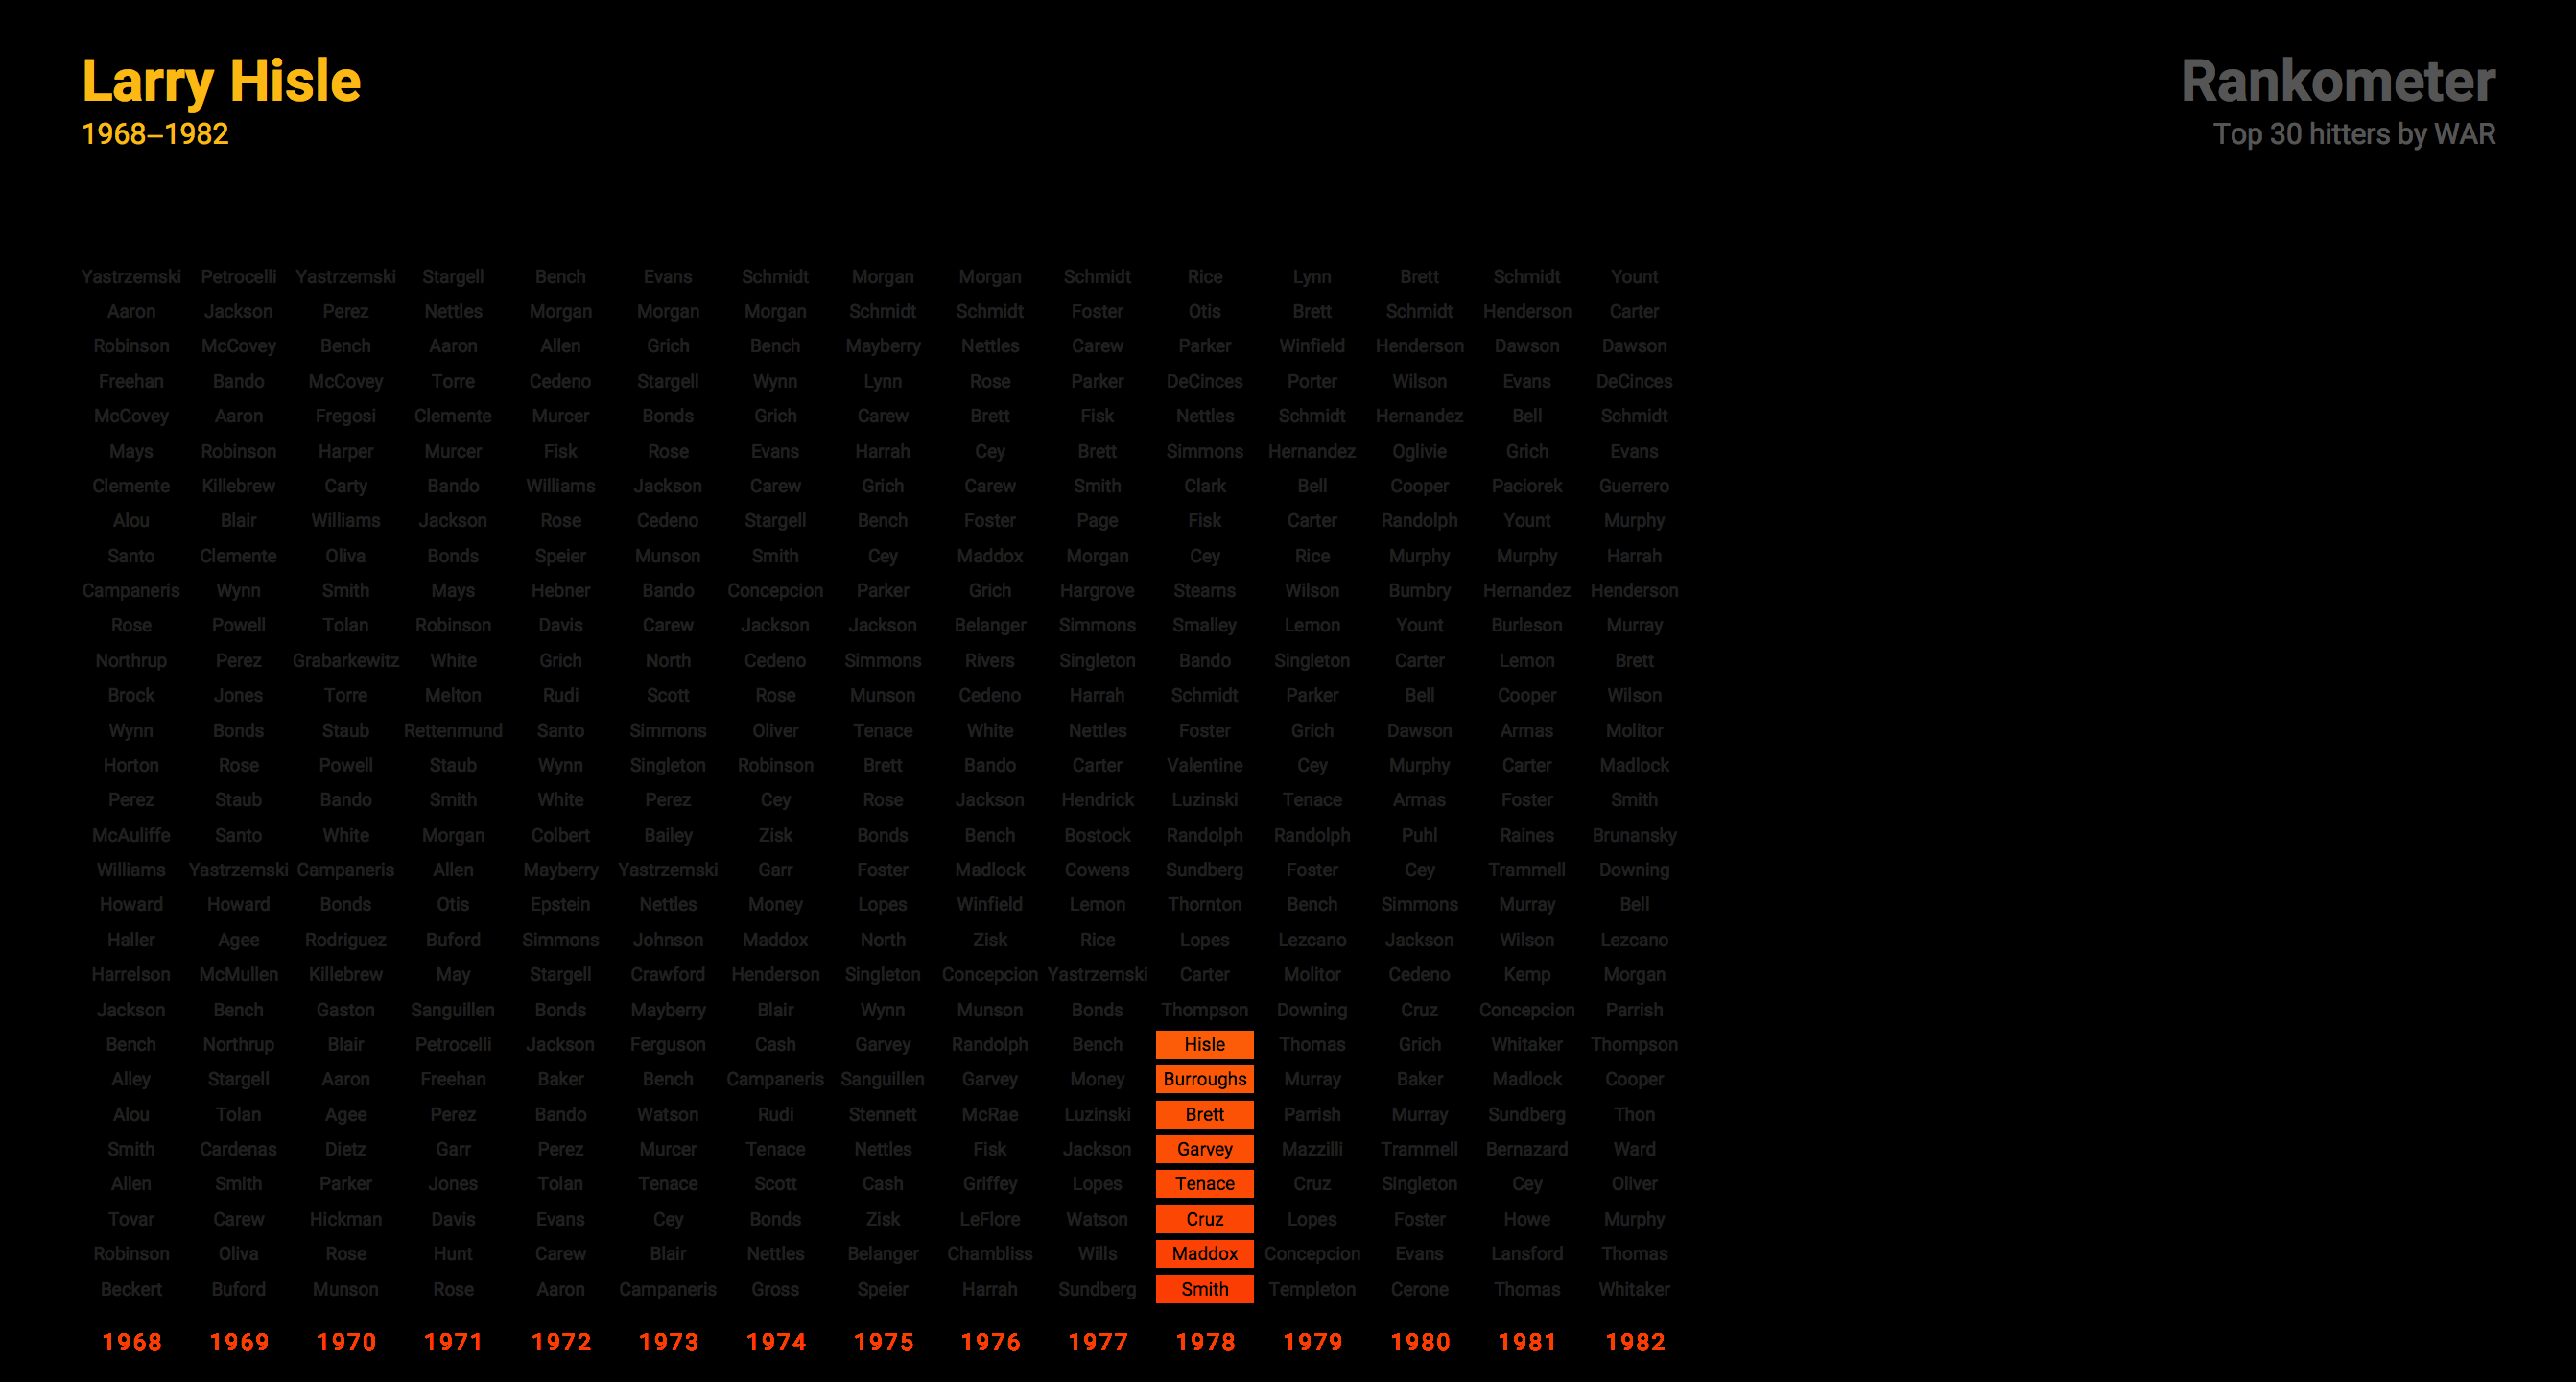 Larry Hisle
1968–1982
Rankometer
Top 30 hitters by WAR
Yastrzemski Petrocelli Yastrzemski Stargell Bench Evans Schmidt Morgan Morgan Schmidt Rice Lynn Brett Schmidt Yount
Aaron Jackson Perez Nettles Morgan Morgan Morgan Schmidt Schmidt Foster Otis Brett Schmidt Henderson Carter
Robinson McCovey Bench Aaron Allen Grich Bench Mayberry Nettles Carew Parker Winfield Henderson Dawson Dawson
Freehan Bando McCovey Torre Cedeno Stargell Wynn Lynn Rose Parker DeCinces Porter Wilson Evans DeCinces
McCovey Aaron Fregosi Clemente Murcer Bonds Grich Carew Brett Fisk Nettles Schmidt Hernandez Bell Schmidt
Mays Robinson Harper Murcer Fisk Rose Evans Harrah Cey Brett Simmons Hernandez Oglivie Grich Evans
Clemente Killebrew Carty Bando Williams Jackson Carew Grich Carew Smith Clark Bell Cooper Paciorek Guerrero
Alou Blair Williams Jackson Rose Cedeno Stargell Bench Foster Page Fisk Carter Randolph Yount Murphy
Santo Clemente Oliva Bonds Speier Munson Smith Cey Maddox Morgan Cey Rice Murphy Murphy Harrah
Campaneris Wynn Smith Mays Hebner Bando Concepcion Parker Grich Hargrove Stearns Wilson Bumbry Hernandez Henderson
Rose Powell Tolan Robinson Davis Carew Jackson Jackson Belanger Simmons Smalley Lemon Yount Burleson Murray
Northrup Perez Grabarkewitz White Grich North Cedeno Simmons Rivers Singleton Bando Singleton Carter Lemon Brett
Brock Jones Torre Melton Rudi Scott Rose Munson Cedeno Harrah Schmidt Parker Bell Cooper Wilson
Wynn Bonds Staub Rettenmund Santo Simmons Oliver Tenace White Nettles Foster Grich Dawson Armas Molitor
Horton Rose Powell Staub Wynn Singleton Robinson Brett Bando Carter Valentine Cey Murphy Carter Madlock
Perez Staub Bando Smith White Perez Cey Rose Jackson Hendrick Luzinski Tenace Armas Foster Smith
McAuliffe Santo White Morgan Colbert Bailey Zisk Bonds Bench Bostock Randolph Randolph Puhl Raines Brunansky
Williams Yastrzemski Campaneris Allen Mayberry Yastrzemski Garr Foster Madlock Cowens Sundberg Foster Cey Trammell Downing
Howard Howard Bonds Otis Epstein Nettles Money Lopes Winfield Lemon Thornton Bench Simmons Murray Bell
Haller Agee Rodriguez Buford Simmons Johnson Maddox North Zisk Rice Lopes Lezcano Jackson Wilson Lezcano
Harrelson McMullen Killebrew May Stargell Crawford Henderson Singleton Concepcion Yastrzemski Carter Molitor Cedeno Kemp Morgan
Jackson Bench Gaston Sanguillen Bonds Mayberry Blair Wynn Munson Bonds Thompson Downing Cruz Concepcion Parrish
Bench Northrup Blair Petrocelli Jackson Ferguson Cash Garvey Randolph Bench Hisle Thomas Grich Whitaker Thompson
Alley Stargell Aaron Freehan Baker Bench Campaneris Sanguillen Garvey Money Burroughs Murray Baker Madlock Cooper
Alou Tolan Agee Perez Bando Watson Rudi Stennett McRae Luzinski Brett Parrish Murray Sundberg Thon
Smith Cardenas Dietz Garr Perez Murcer Tenace Nettles Fisk Jackson Garvey Mazzilli Trammell Bernazard Ward
Allen Smith Parker Jones Tolan Tenace Scott Cash Griffey Lopes Tenace Cruz Singleton Cey Oliver
Tovar Carew Hickman Davis Evans Cey Bonds Zisk LeFlore Watson Cruz Lopes Foster Howe Murphy
Robinson Oliva Rose Hunt Carew Blair Nettles Belanger Chambliss Wills Maddox Concepcion Evans Lansford Thomas
Beckert Buford Munson Rose Aaron Campaneris Gross Speier Harrah Sundberg Smith Templeton Cerone Thomas Whitaker
1968 1969 1970 1971 1972 1973 1974 1975 1976 1977 1978 1979 1980 1981 1982